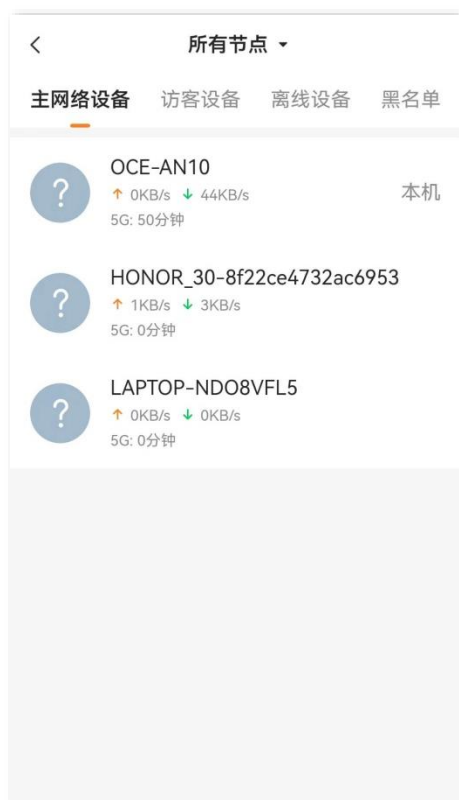 所有节点
主网络设备 访客设备 离线设备 黑名单
?
OCE-AN10
↑ 0KB/s ↓ 44KB/s
本机
5G: 50分钟
?
HONOR_30-8f22ce4732ac6953
↑ 1KB/s ↓ 3KB/s
5G: 0分钟
?
LAPTOP-NDO8VFL5
↑ 0KB/s ↓ 0KB/s
5G: 0分钟